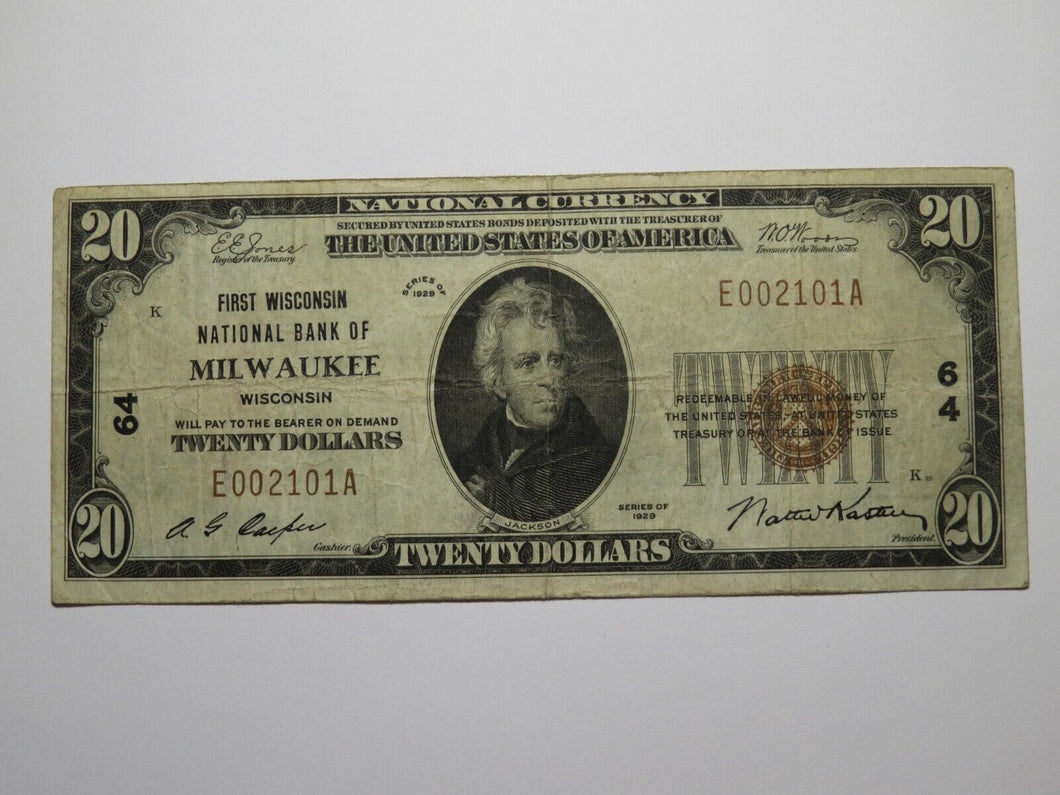 NATIONAL CURRENCY
SECURED BY UNITED STATES BONDS DEPOSITED WITH THE TREASURER OF
THE UNITED STATES OF AMERICA
20
20
E.E. Jones
Register of the Treasury
W.O. Woods
Treasurer of the United States
SERIES OF
1929
E002101A
K
FIRST WISCONSIN
NATIONAL BANK OF
MILWAUKEE
WISCONSIN
WILL PAY TO THE BEARER ON DEMAND
TWENTY DOLLARS
64
E002101A
TWENTY
REDEEMABLE IN LAWFUL MONEY OF
THE UNITED STATES, AT UNITED STATES
TREASURY OR AT THE BANK OF ISSUE
64
K
SERIES OF
1929
JACKSON
Cashier.
President.
20
TWENTY DOLLARS
20